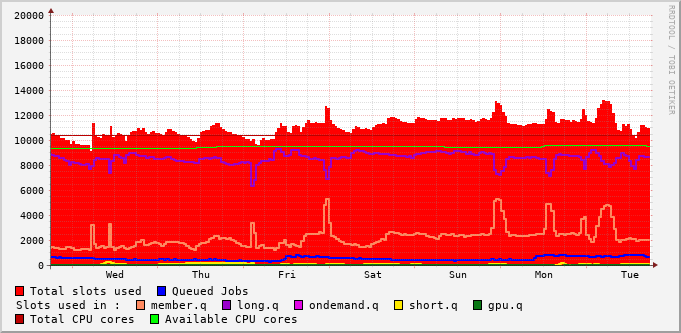 RRDTOOL / TOBI OETIKER
20000
18000
16000
14000
12000
10000
8000
6000
4000
2000
0
Wed Thu Fri Sat Sun Mon Tue
Total slots used Queued Jobs
Slots used in : member.q long.q ondemand.q short.q gpu.q
Total CPU cores Available CPU cores